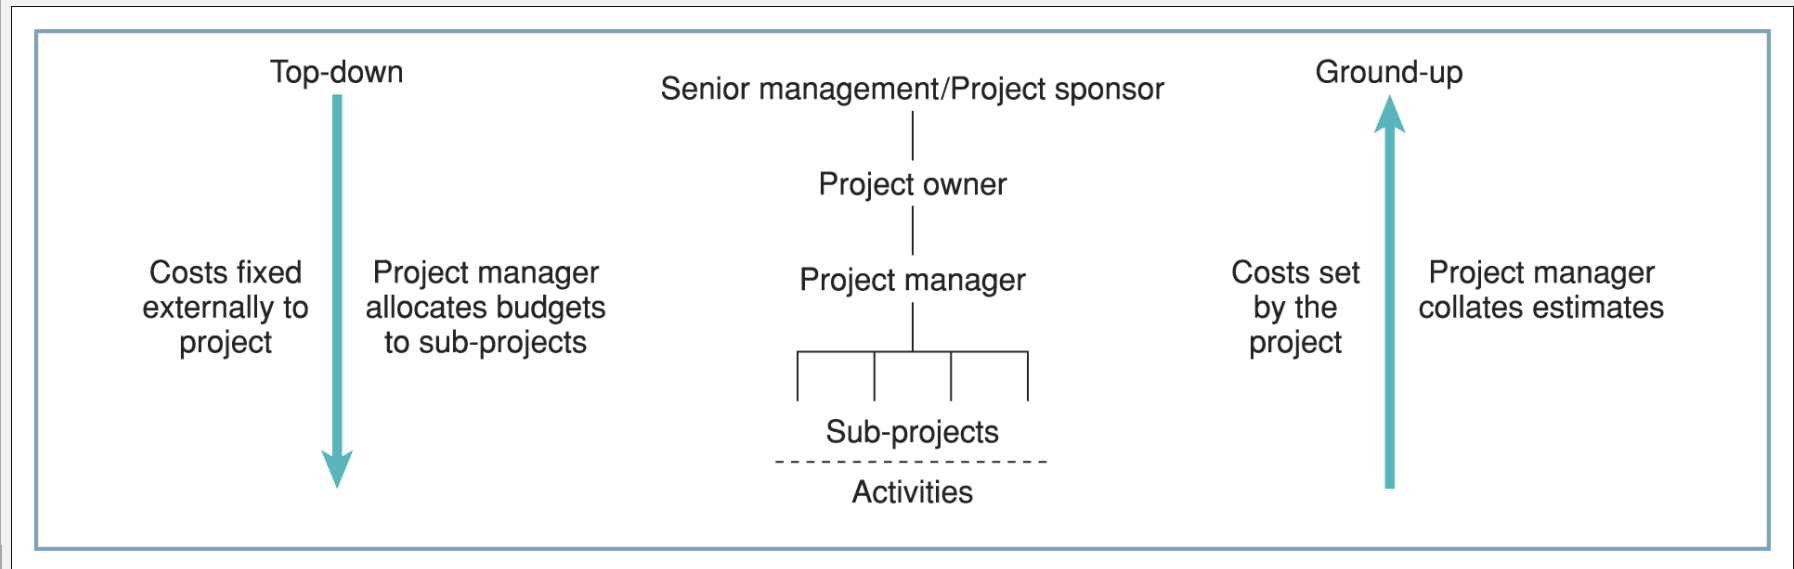 Top-down
Costs fixed
externally to
project
Project manager
allocates budgets
to sub-projects
Senior management/Project sponsor
Project owner
Project manager
Sub-projects
Activities
Ground-up
Costs set
by the
project
Project manager
collates estimates